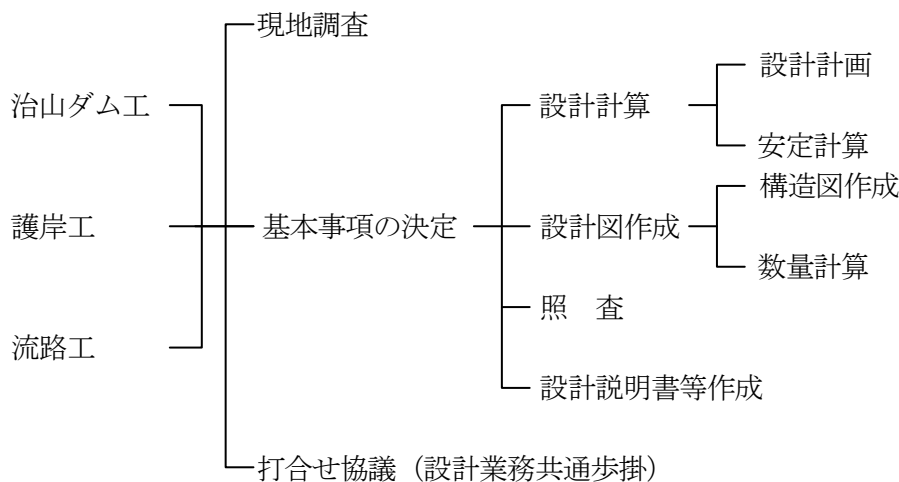 現地調査
設計計画
治山ダム工
設計計算
安定計算
構造図作成
護岸工
基本事項の決定
設計図作成
数量計算
照　査
流路工
設計説明書等作成
打合せ協議（設計業務共通歩掛）